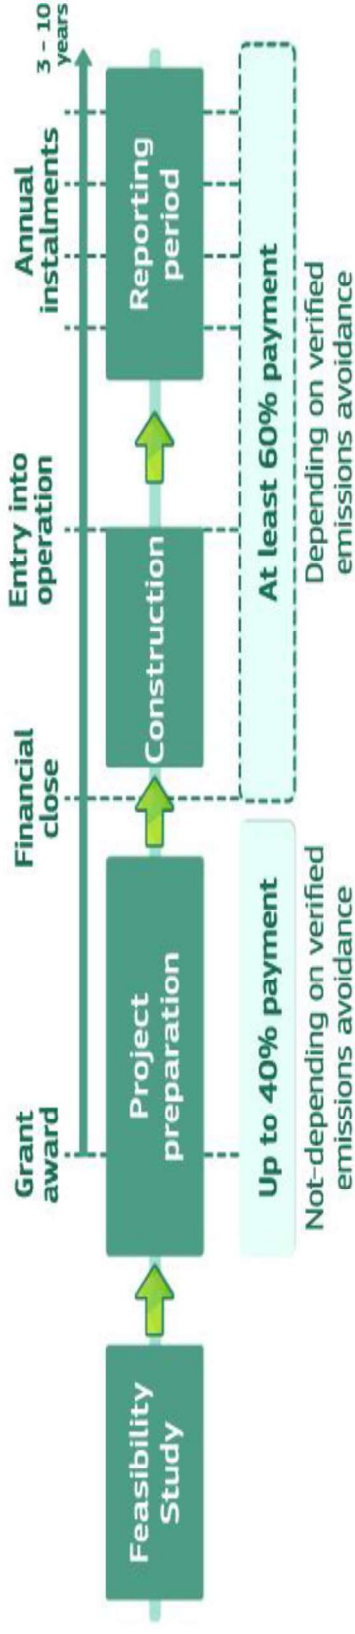 Grant
award
Financial
close
Entry into
operation
Annual
instalments
3 - 10
years
Feasibility
Study
Project
preparation
Construction
Reporting
period
Up to 40% payment
At least 60% payment
Not-depending on verified
emissions avoidance
Depending on verified
emissions avoidance